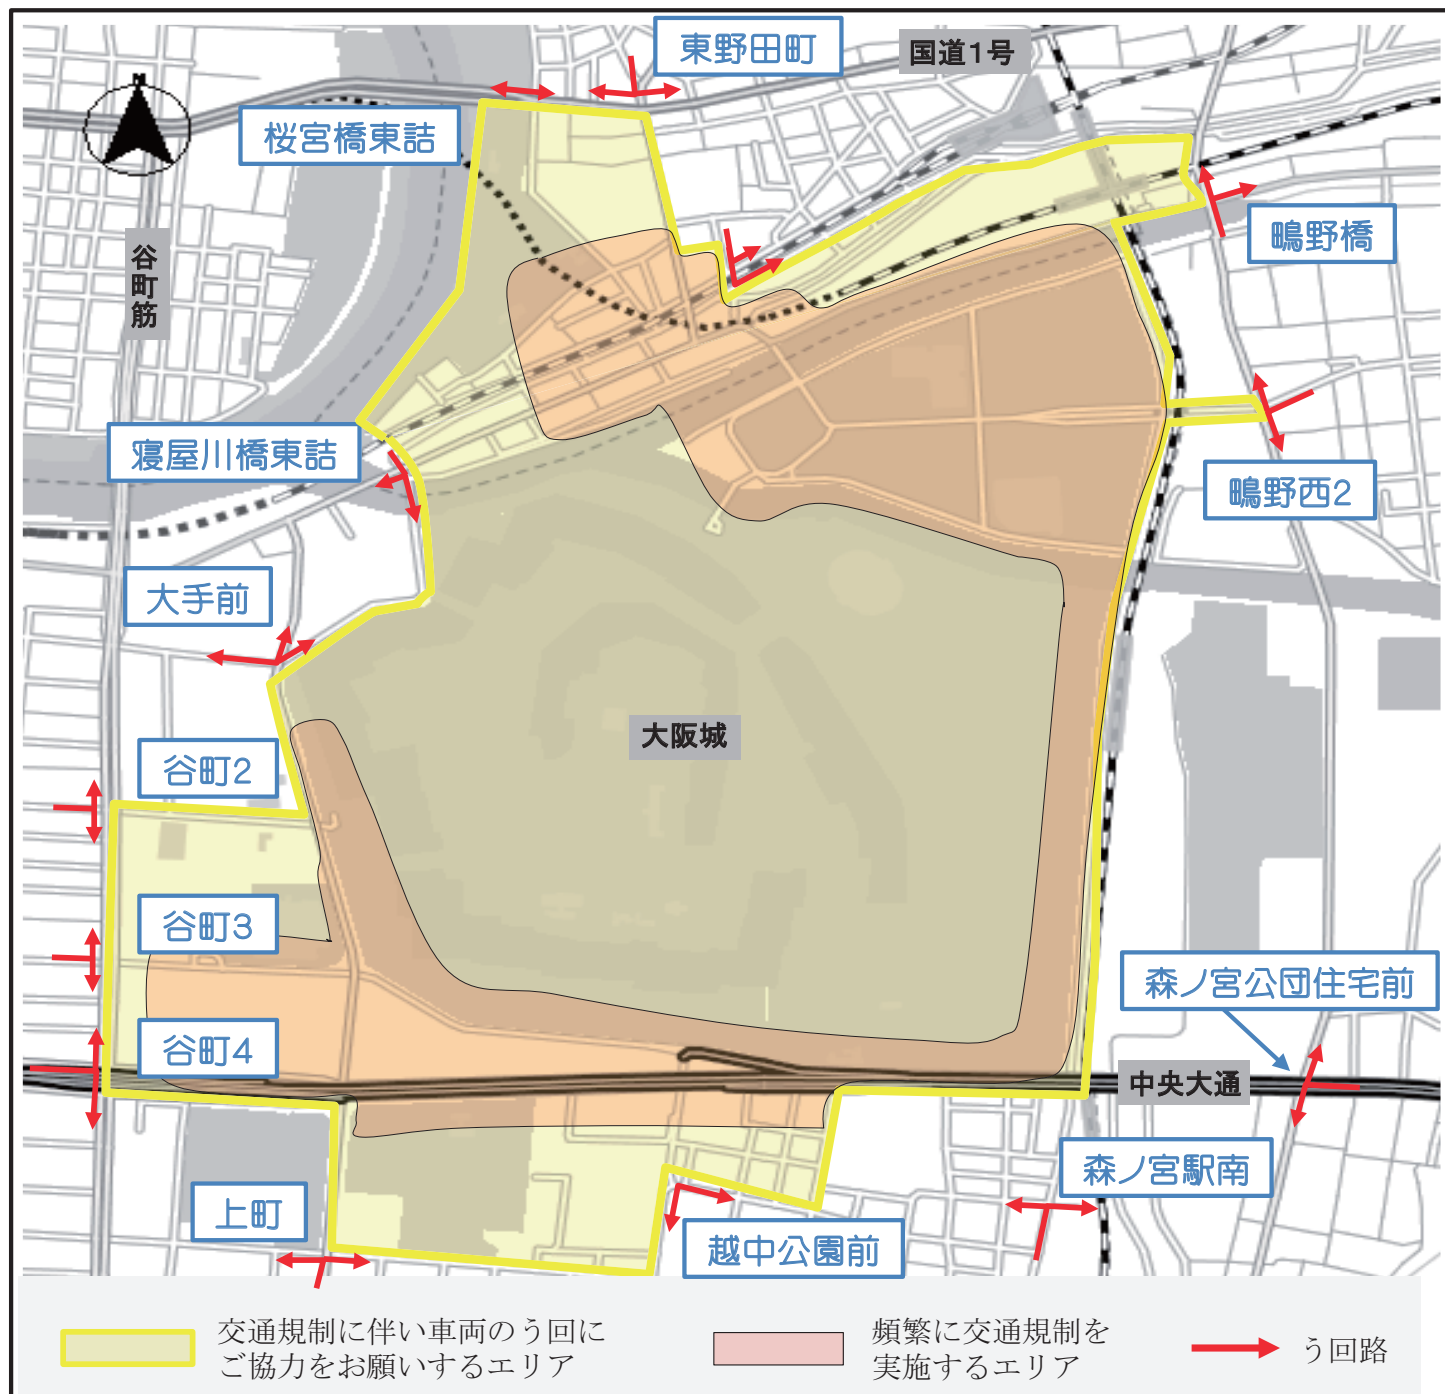 東野田町
国道1号
桜宮橋東詰
鴫野橋
谷町筋
寝屋川橋東詰
鴫野西2
大手前
大阪城
谷町2
谷町3
森ノ宮公団住宅前
谷町4
中央大通
森ノ宮駅南
上町
越中公園前
交通規制に伴い車両のう回に
ご協力をお願いするエリア
頻繁に交通規制を
実施するエリア
う回路